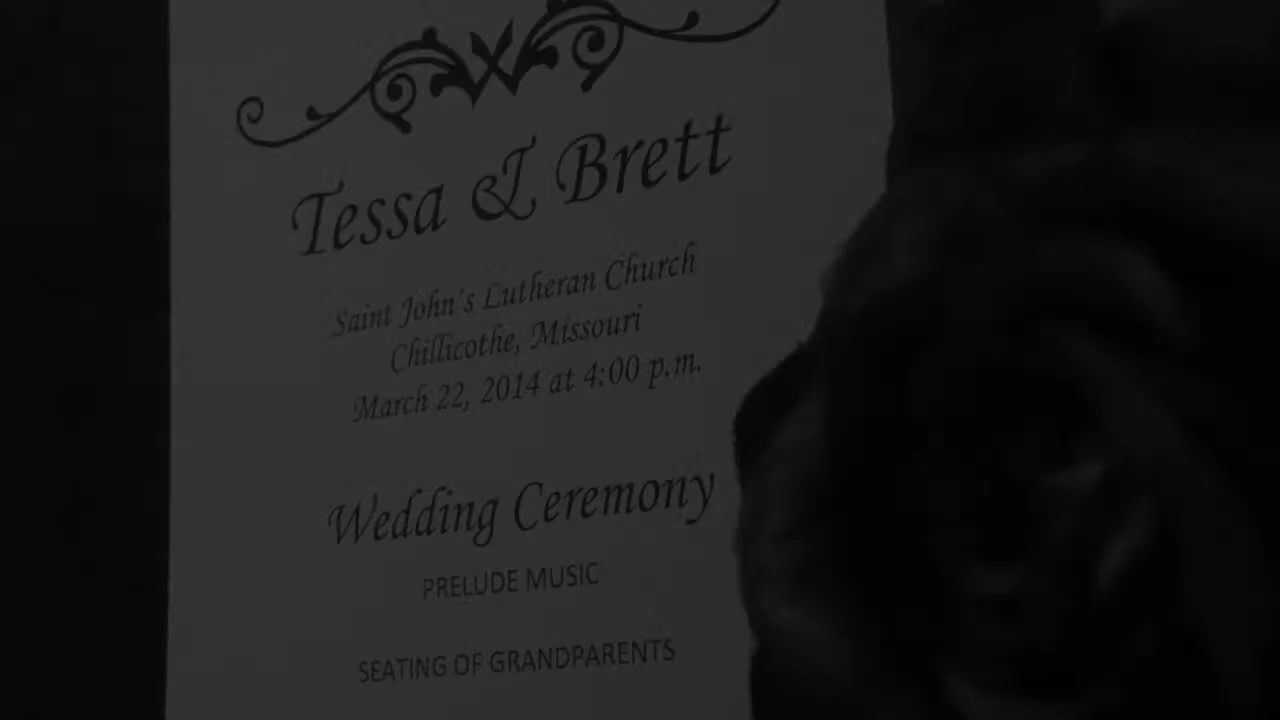 Tessa & Brett
Saint John's Lutheran Church
Chillicothe, Missouri
March 22, 2014 at 4:00 p.m.
Wedding Ceremony
PRELUDE MUSIC
SEATING OF GRANDPARENTS